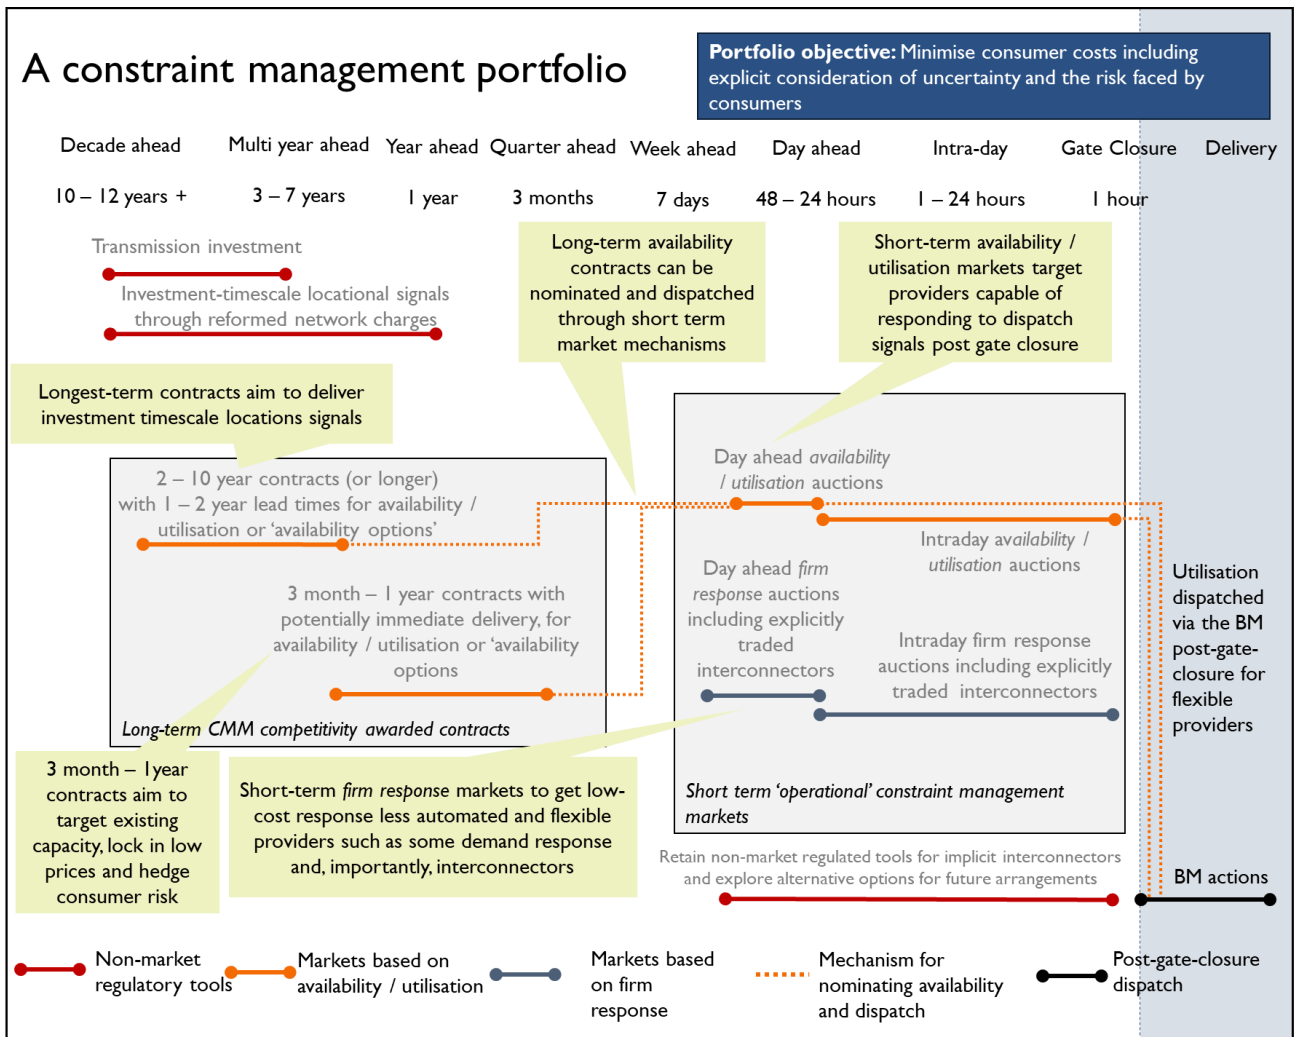 A constraint management portfolio
Portfolio objective: Minimise consumer costs including
explicit consideration of uncertainty and the risk faced by
consumers
Decade ahead
Multi year ahead
Year ahead
Quarter ahead
Week ahead
Day ahead
Intra-day
Gate Closure
Delivery
10 – 12 years +
3 – 7 years
1 year
3 months
7 days
48 – 24 hours
1 – 24 hours
1 hour
Transmission investment
Investment-timescale locational signals
through reformed network charges
Long-term availability
contracts can be
nominated and dispatched
through short term
market mechanisms
Short-term availability /
utilisation markets target
providers capable of
responding to dispatch
signals post gate closure
Longest-term contracts aim to deliver
investment timescale locations signals
2 – 10 year contracts (or longer)
with 1 – 2 year lead times for availability /
utilisation or ‘availability options’
3 month – 1 year contracts with
potentially immediate delivery, for
availability / utilisation or ‘availability
options
Long-term CMM competitivity awarded contracts
Day ahead availability
/ utilisation auctions
Intraday availability /
utilisation auctions
Day ahead firm
response auctions
including explicitly
traded
interconnectors
Intraday firm response
auctions including explicitly
traded interconnectors
Short term ‘operational’ constraint management
markets
Utilisation
dispatched
via the BM
post-gate-
closure for
flexible
providers
3 month – 1year
contracts aim to
target existing
capacity, lock in low
prices and hedge
consumer risk
Short-term firm response markets to get low-
cost response less automated and flexible
providers such as some demand response
and, importantly, interconnectors
Retain non-market regulated tools for implicit interconnectors
and explore alternative options for future arrangements
BM actions
Non-market
regulatory tools
Markets based on
availability / utilisation
Markets based
on firm
response
Mechanism for
nominating availability
and dispatch
Post-gate-closure
dispatch